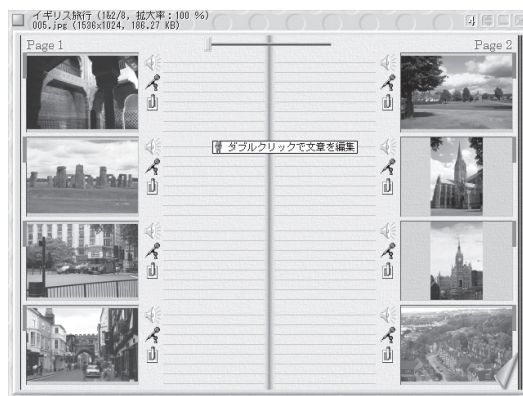 イギリス旅行 (1&2/8, 拡大率：100 %)
005.jpg (1536x1024, 186.27 KB)
Page 1
Page 2
ダブルクリックで文章を編集